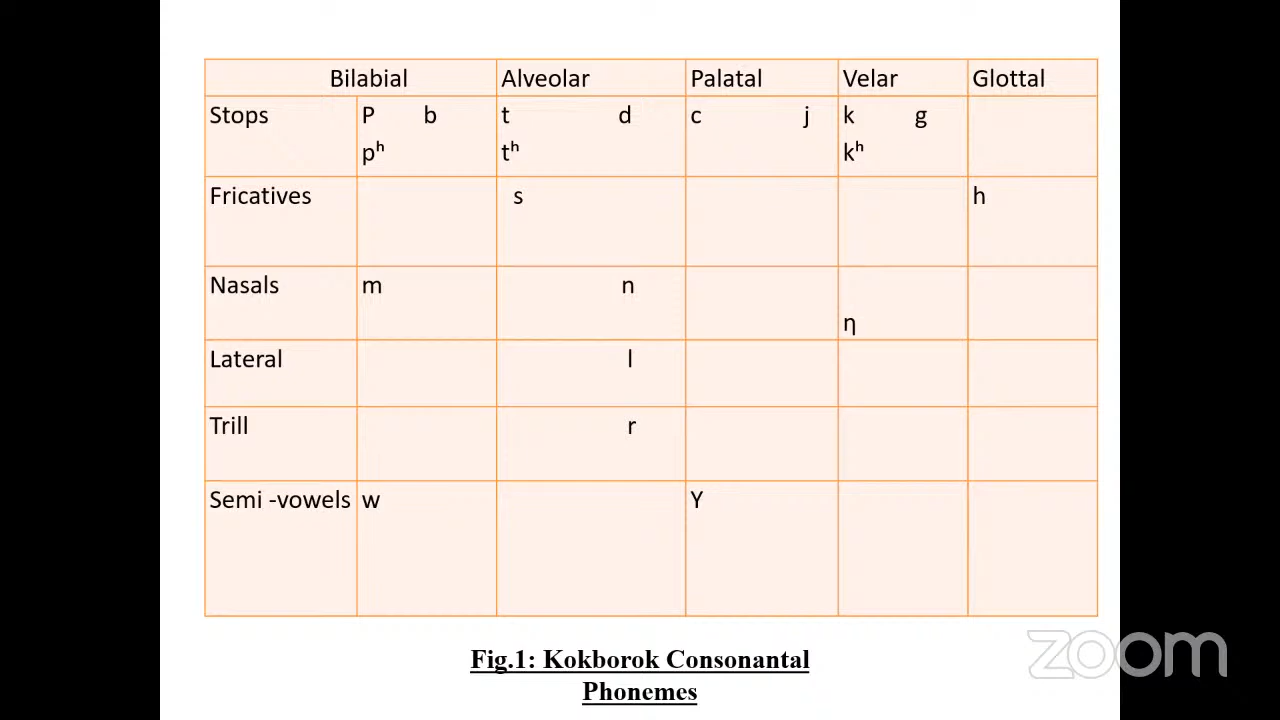 Bilabial Alveolar Palatal Velar Glottal
Stops P b t d c j k g
pʰ tʰ kʰ
Fricatives s h
Nasals m n
η
Lateral l
Trill r
Semi -vowels w Y
Fig.1: Kokborok Consonantal
Phonemes
zoom